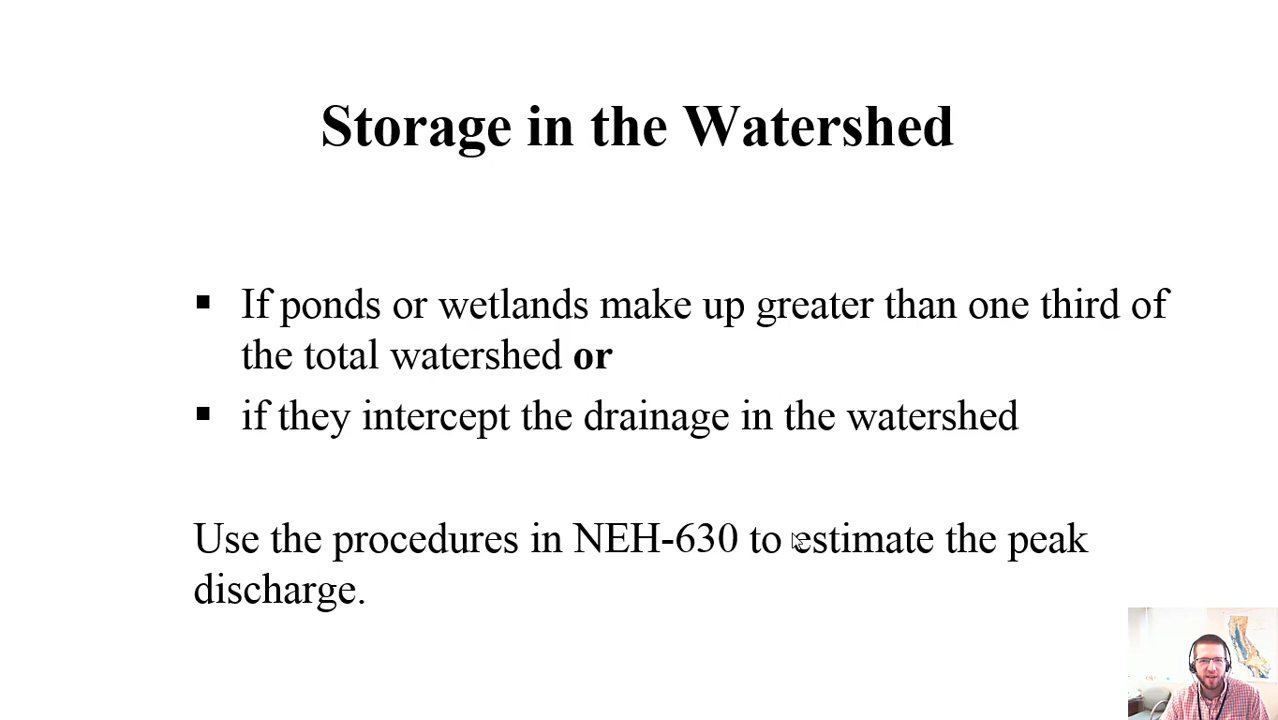 Storage in the Watershed
▪ If ponds or wetlands make up greater than one third of
the total watershed or
▪ if they intercept the drainage in the watershed
Use the procedures in NEH-630 to estimate the peak
discharge.